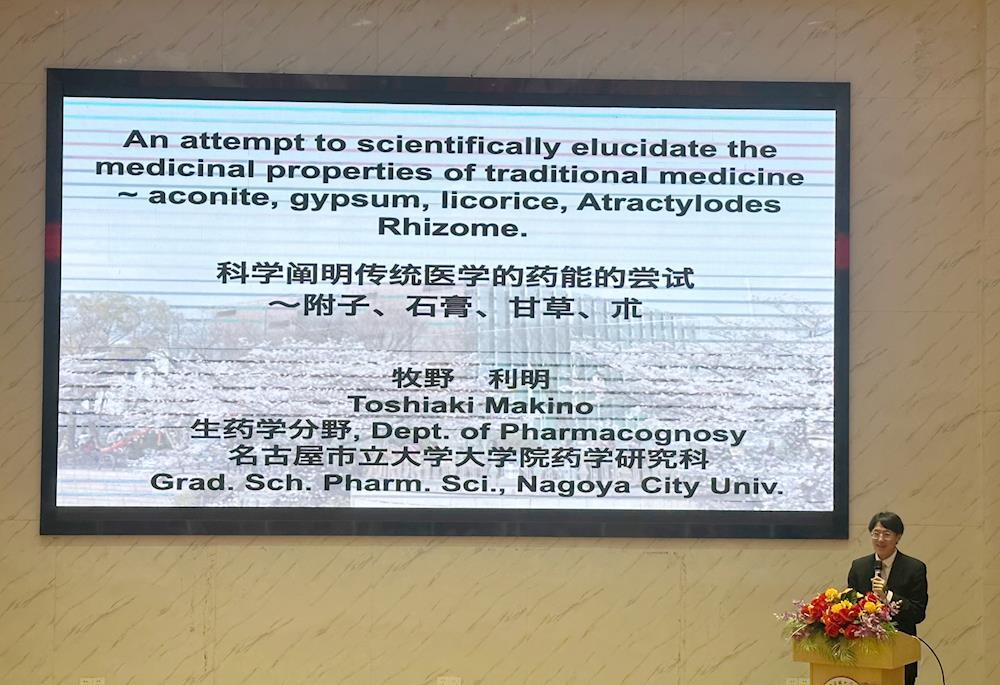 An attempt to scientifically elucidate the
medicinal properties of traditional medicine
~ aconite, gypsum, licorice, Atractylodes
Rhizome.
科学阐明传统医学的药能的尝试
～附子、石膏、甘草、朮
牧野　利明
Toshiaki Makino
生药学分野, Dept. of Pharmacognosy
名古屋市立大学大学院药学研究科
Grad. Sch. Pharm. Sci., Nagoya City Univ.